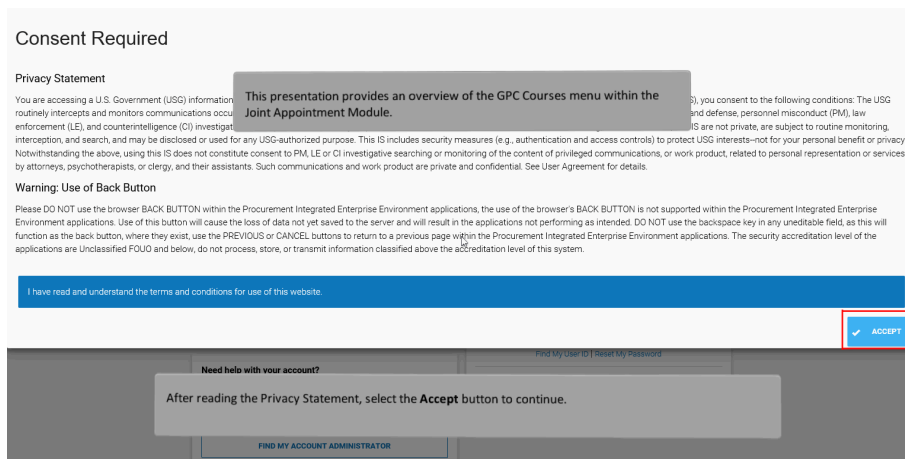 Consent Required
Privacy Statement
This presentation provides an overview of the GPC Courses menu within the
Joint Appointment Module.
You are accessing a U.S. Government (USG) information S), you consent to the following conditions: The USG
routinely intercepts and monitors communications occu and defense, personnel misconduct (PM), law
enforcement (LE), and counterintelligence (CI) investigat IS are not private, are subject to routine monitoring,
interception, and search, and may be disclosed or used for any USG-authorized purpose. This IS includes security measures (e.g., authentication and access controls) to protect USG interests--not for your personal benefit or privacy
Notwithstanding the above, using this IS does not constitute consent to PM, LE or CI investigative searching or monitoring of the content of privileged communications, or work product, related to personal representation or services
by attorneys, psychotherapists, or clergy, and their assistants. Such communications and work product are private and confidential. See User Agreement for details.
Warning: Use of Back Button
Please DO NOT use the browser BACK BUTTON within the Procurement Integrated Enterprise Environment applications, the use of the browser's BACK BUTTON is not supported within the Procurement Integrated Enterprise
Environment applications. Use of this button will cause the loss of data not yet saved to the server and will result in the applications not performing as intended. DO NOT use the backspace key in any uneditable field, as this will
function as the back button, where they exist, use the PREVIOUS or CANCEL buttons to return to a previous page within the Procurement Integrated Enterprise Environment applications. The security accreditation level of the
applications are Unclassified FOUO and below, do not process, store, or transmit information classified above the accreditation level of this system.
I have read and understand the terms and conditions for use of this website.
ACCEPT
Find My User ID | Reset My Password
Need help with your account?
After reading the Privacy Statement, select the Accept button to continue.
FIND MY ACCOUNT ADMINISTRATOR